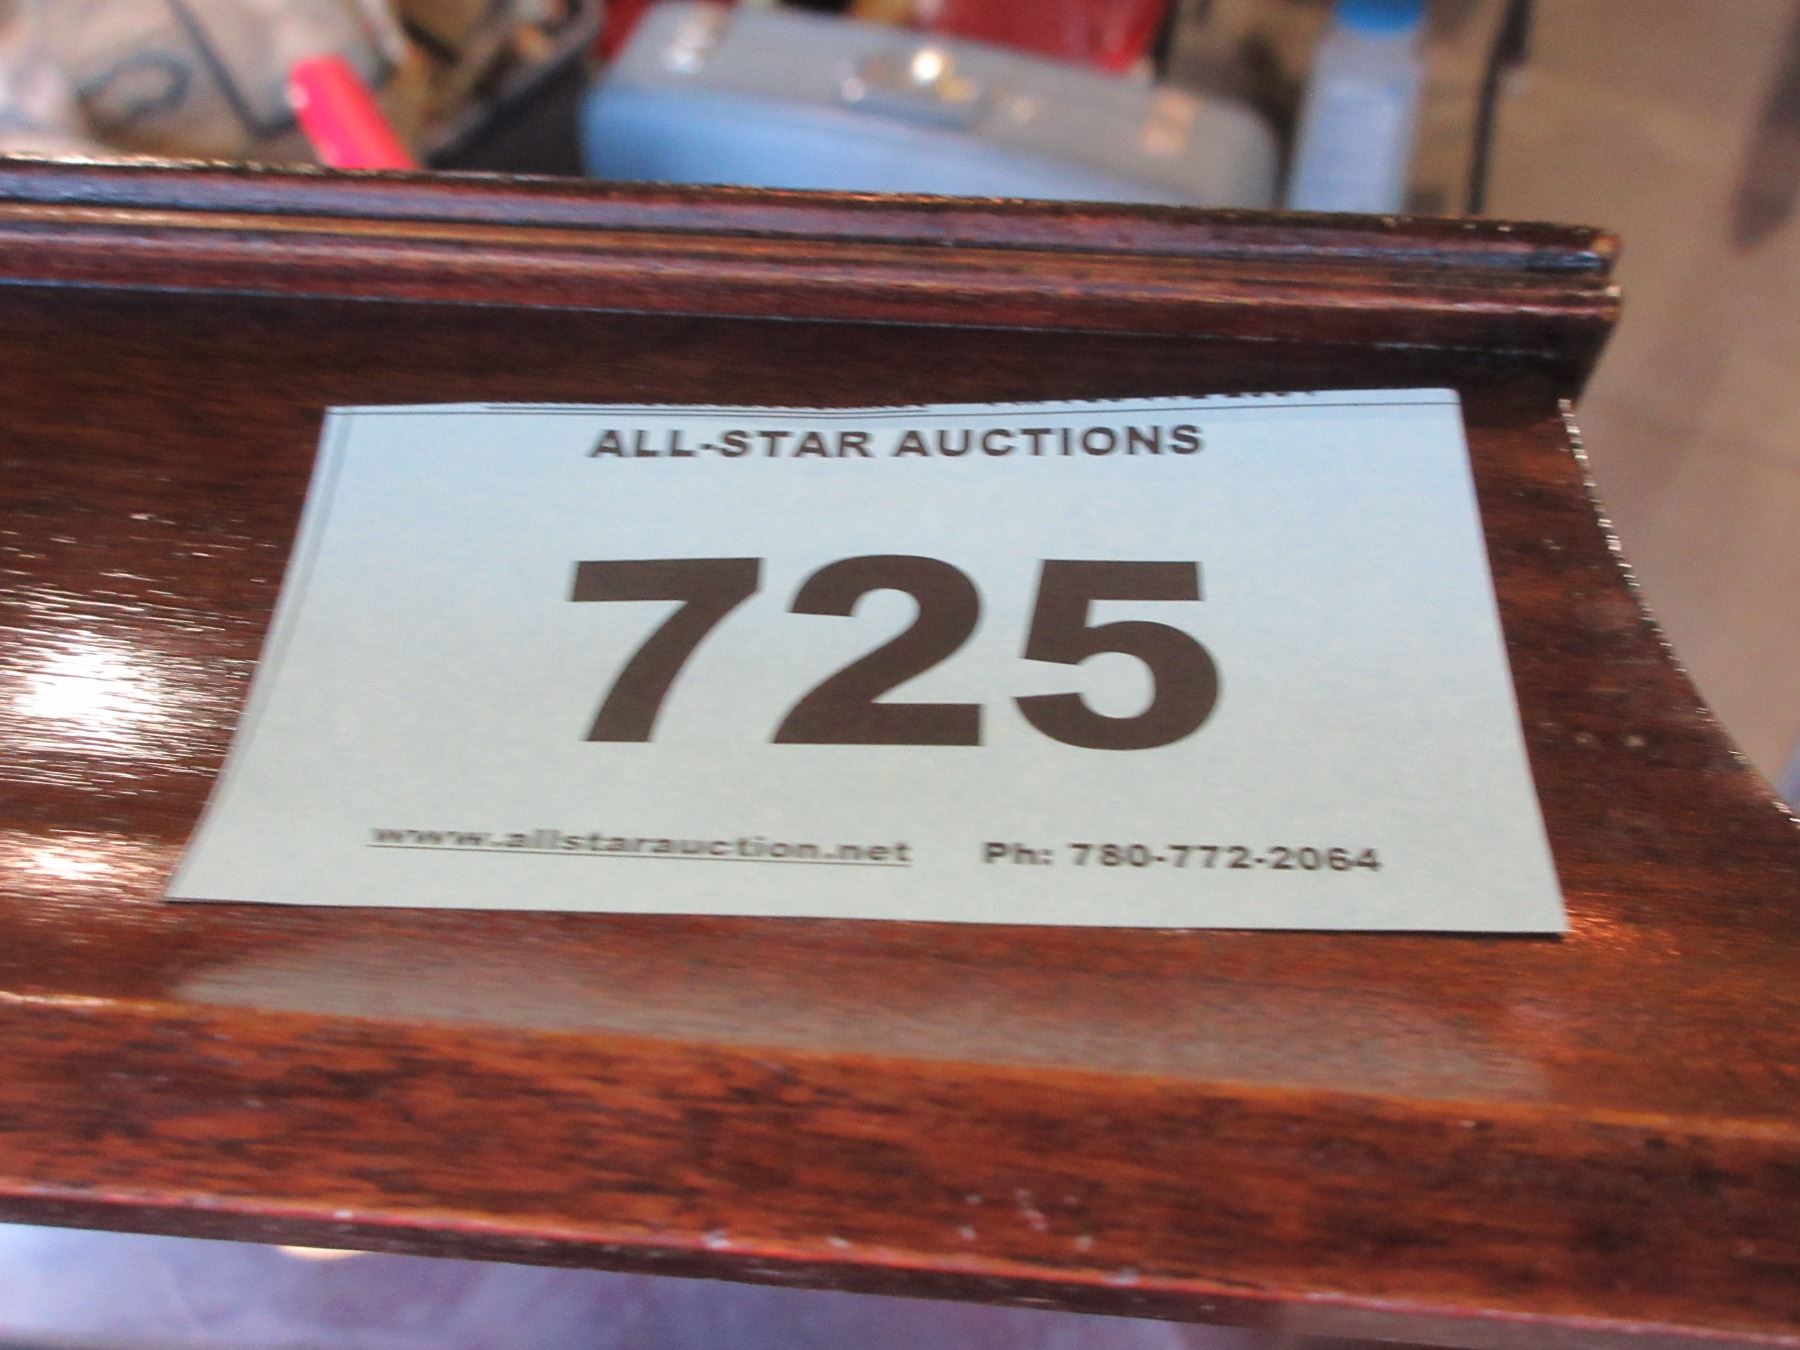 ALL-STAR AUCTIONS
725
www.allstarauction.net Ph: 780-772-2064